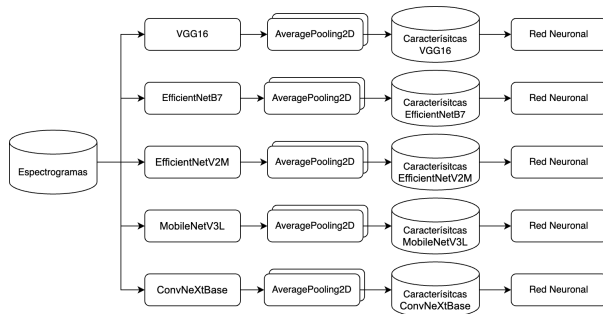 VGG16
AveragePooling2D
Caracterísitcas
VGG16
Red Neuronal
EfficientNetB7
AveragePooling2D
Caracterísitcas
EfficientNetB7
Red Neuronal
Espectrogramas
EfficientNetV2M
AveragePooling2D
Caracterísitcas
EfficientNetV2M
Red Neuronal
MobileNetV3L
AveragePooling2D
Caracterísitcas
MobileNetV3L
Red Neuronal
ConvNeXtBase
AveragePooling2D
Caracterísitcas
ConvNeXtBase
Red Neuronal